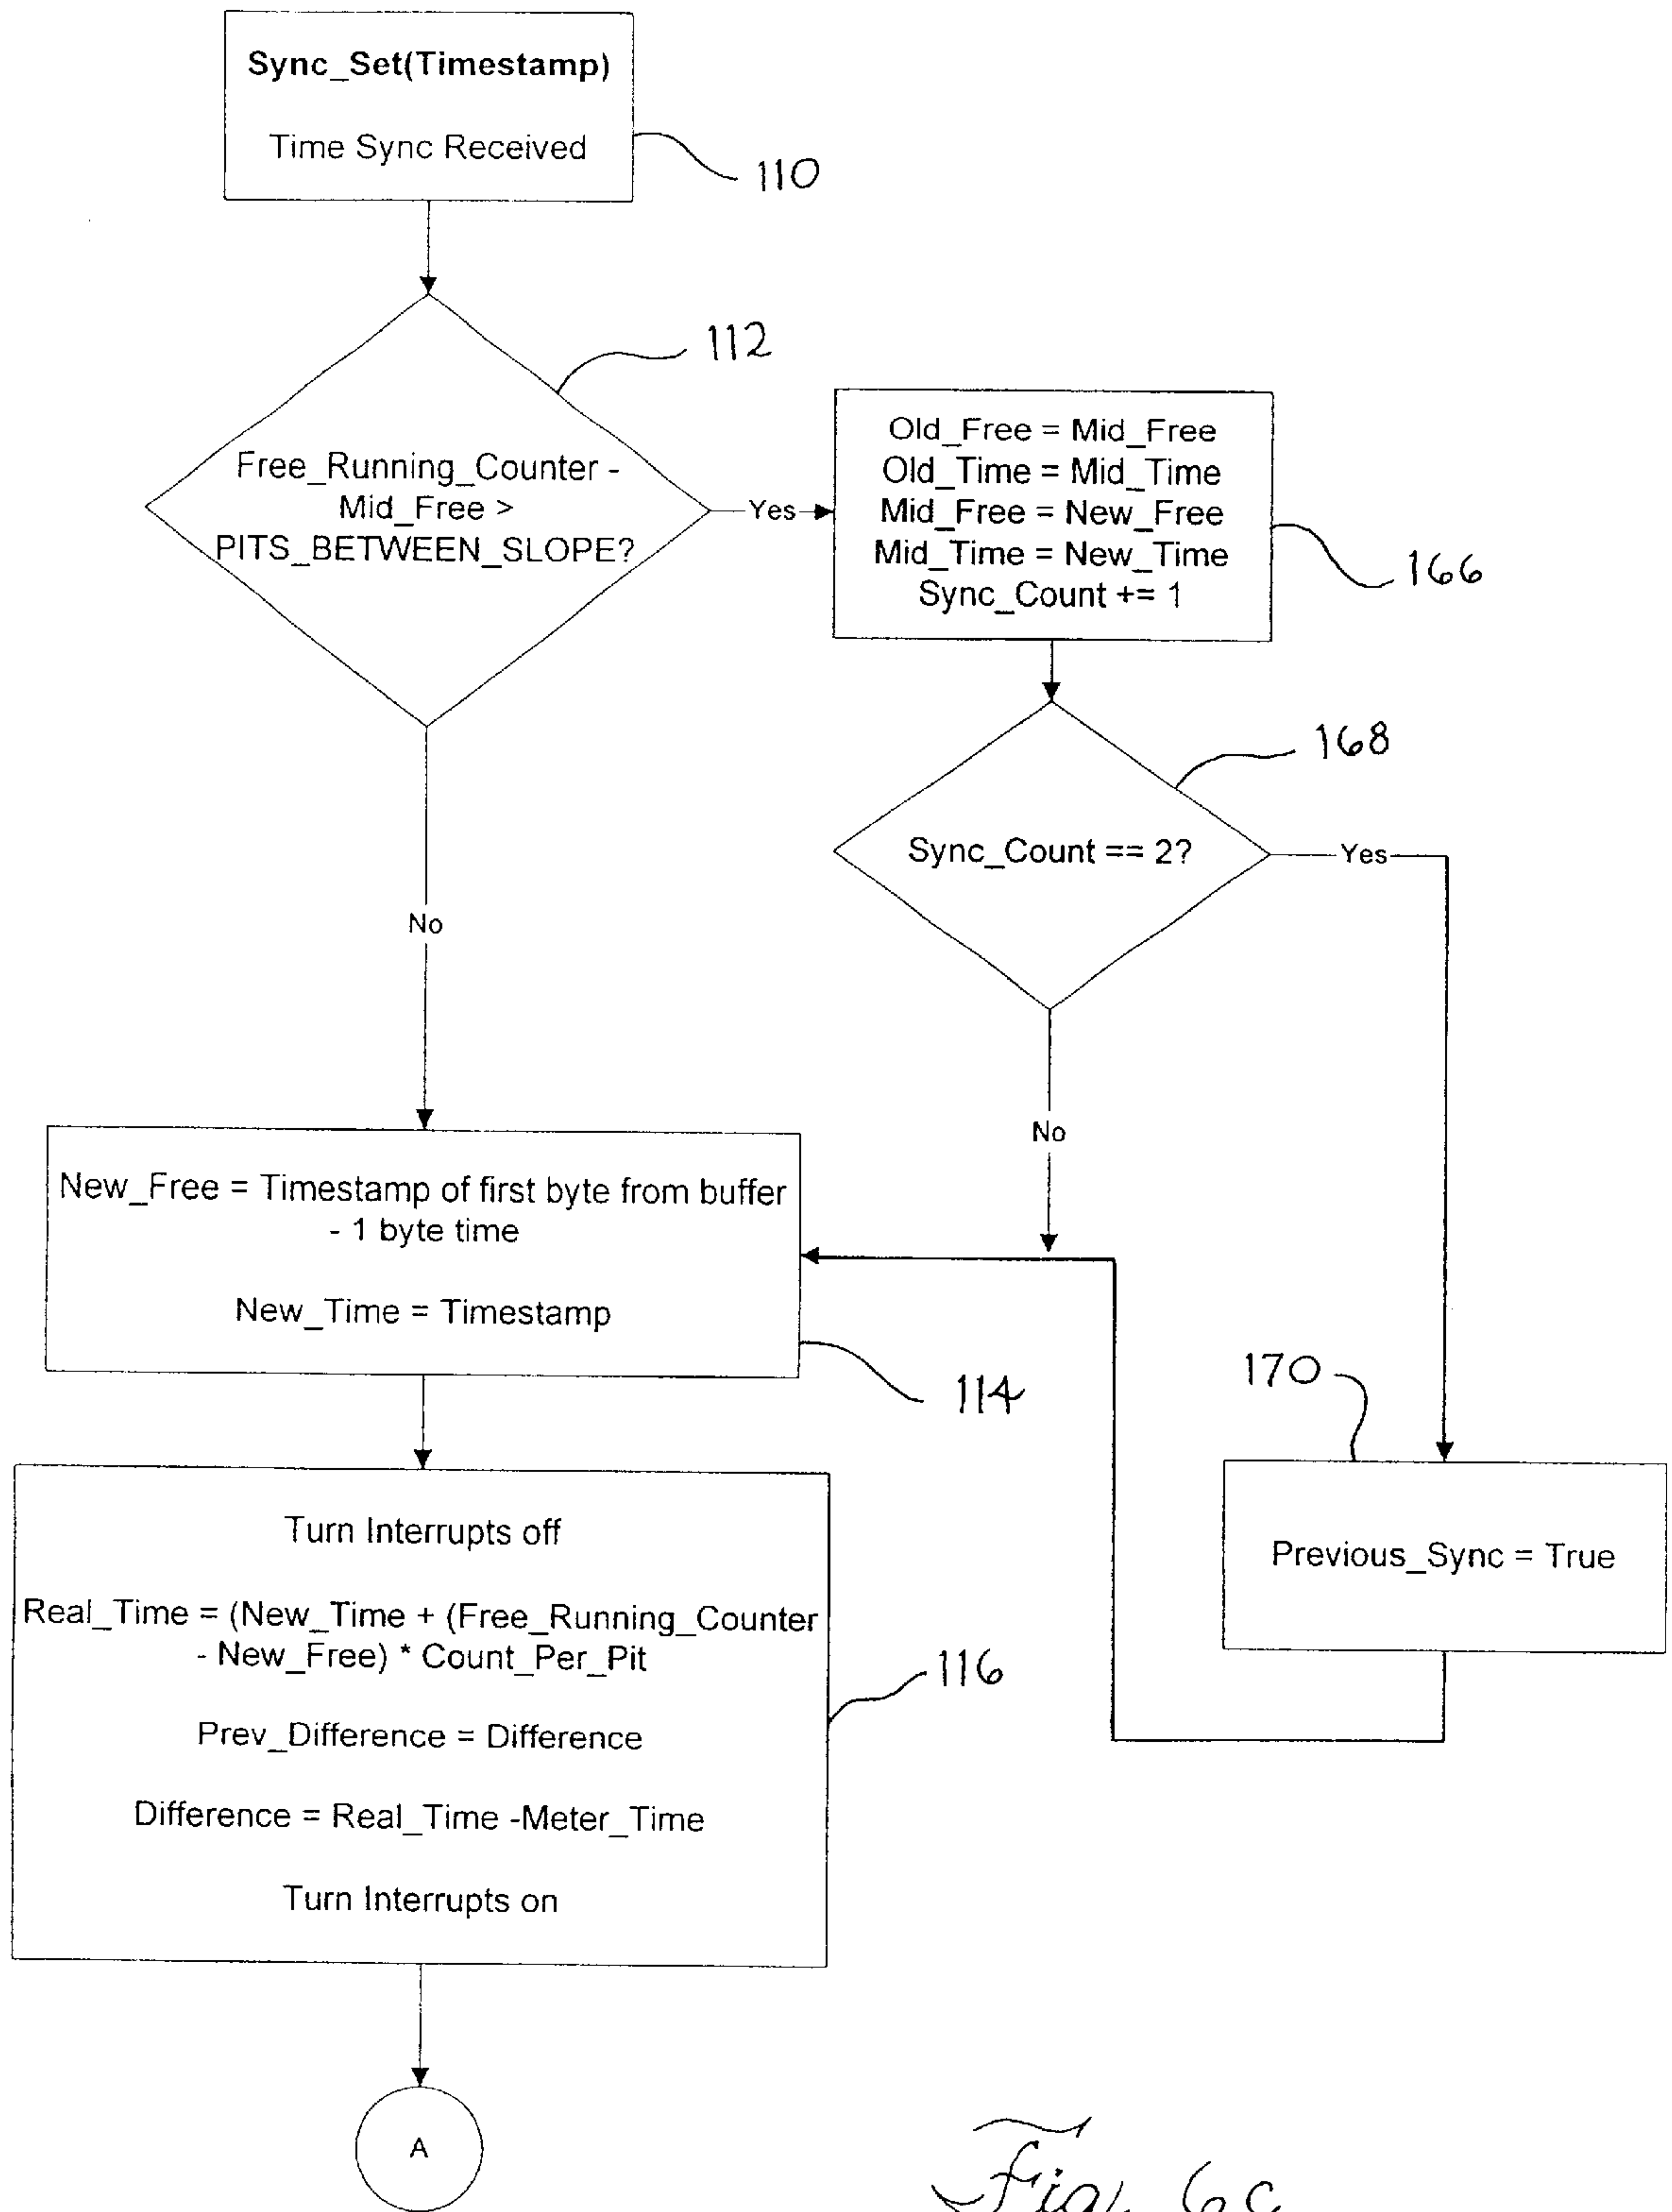 Sync_Set(Timestamp)
Time Sync Received
110
112
Free_Running_Counter -
Mid_Free >
PITS_BETWEEN_SLOPE?
Yes
Old_Free = Mid_Free
Old_Time = Mid_Time
Mid_Free = New_Free
Mid_Time = New_Time
Sync_Count += 1
166
168
Sync_Count == 2?
Yes
No
No
New_Free = Timestamp of first byte from buffer
- 1 byte time
New_Time = Timestamp
114
170
Previous_Sync = True
Turn Interrupts off
Real_Time = (New_Time + (Free_Running_Counter
- New_Free) * Count_Per_Pit
Prev_Difference = Difference
Difference = Real_Time -Meter_Time
Turn Interrupts on
116
A
Fig. 6c